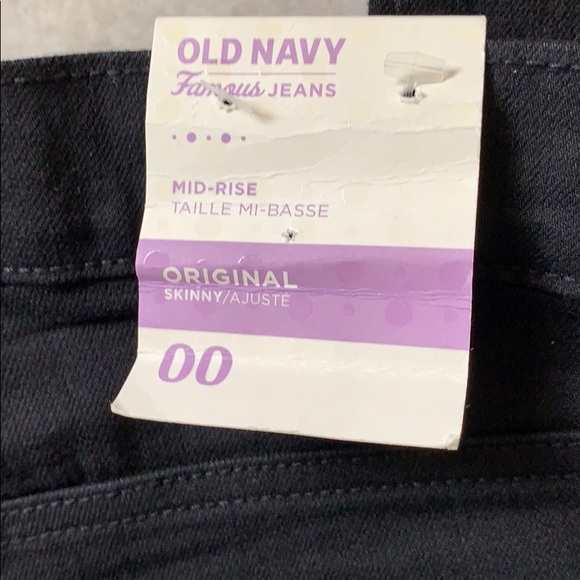 OLD NAVY
Famous JEANS
MID-RISE
TAILLE MI-BASSE
ORIGINAL
SKINNY/AJUSTÉ
00